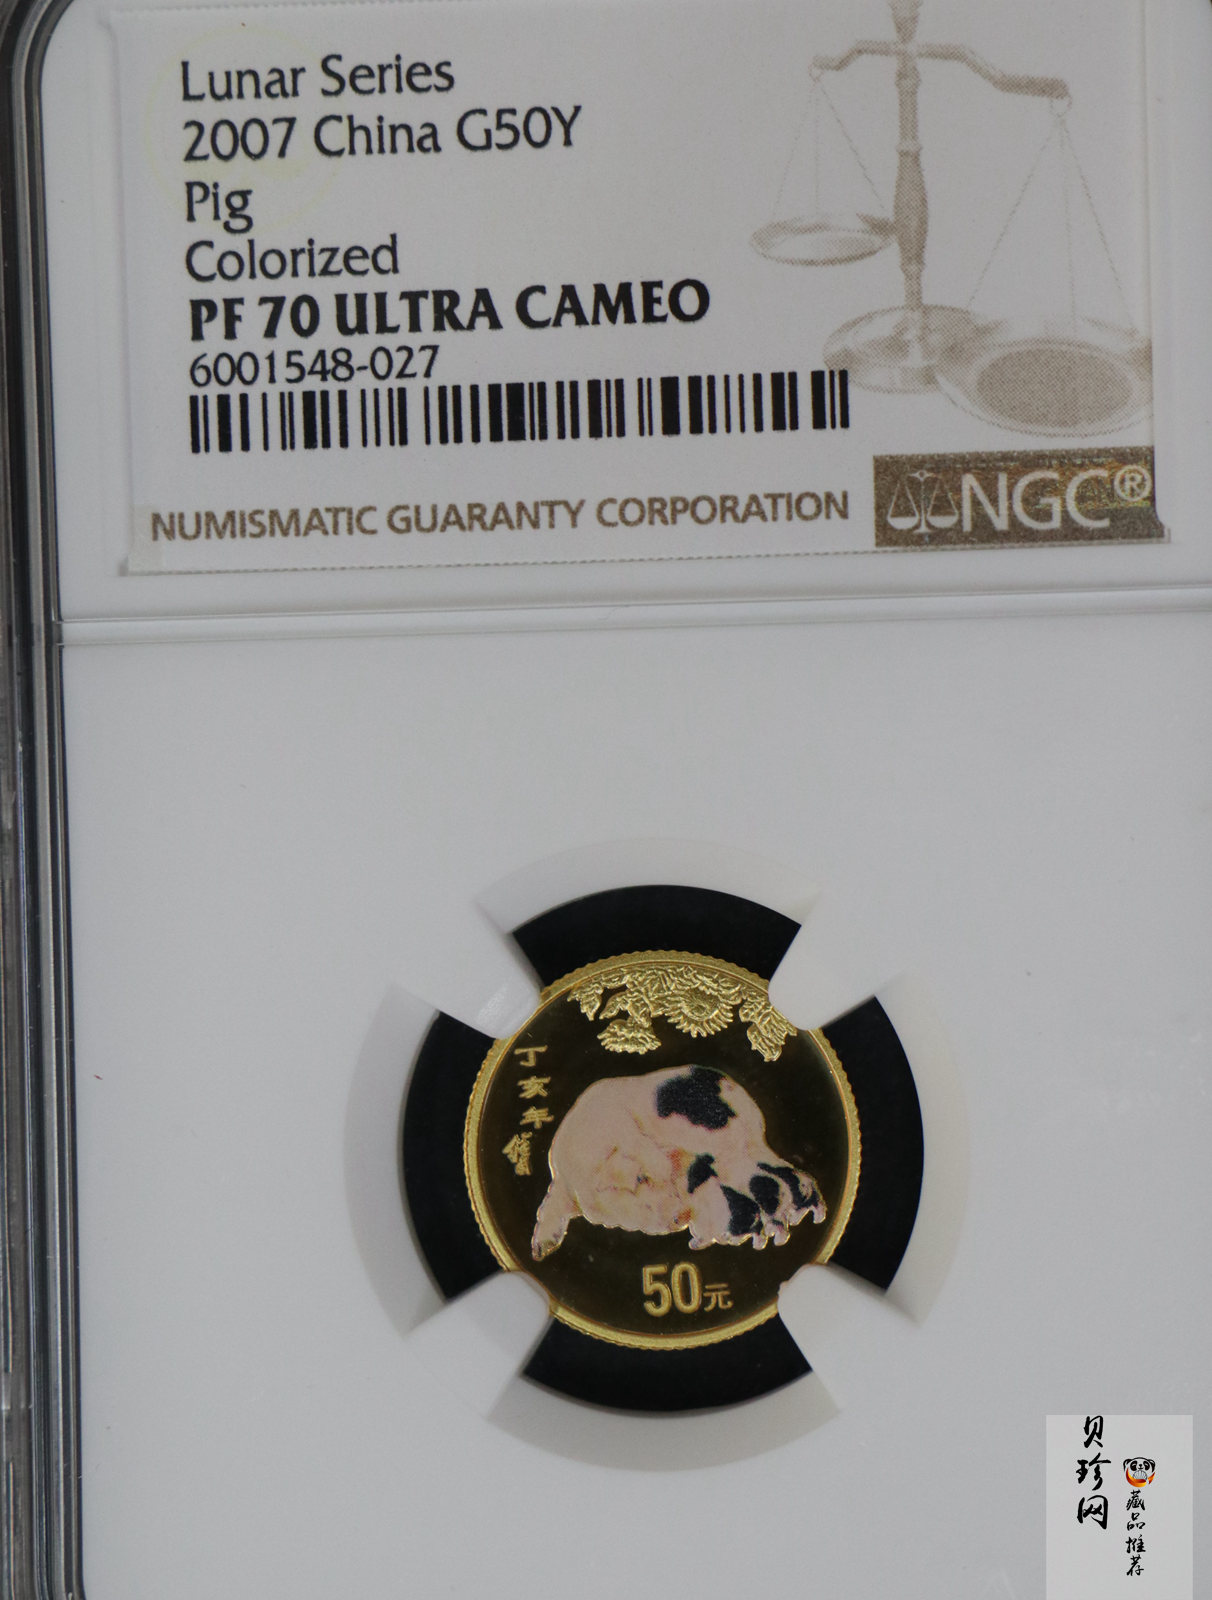 Lunar Series
2007 China G50Y
Pig
Colorized
PF 70 ULTRA CAMEO
6001548-027
NUMISMATIC GUARANTY CORPORATION
NGC®
丁亥年
50元
贝珍网
藏品推荐